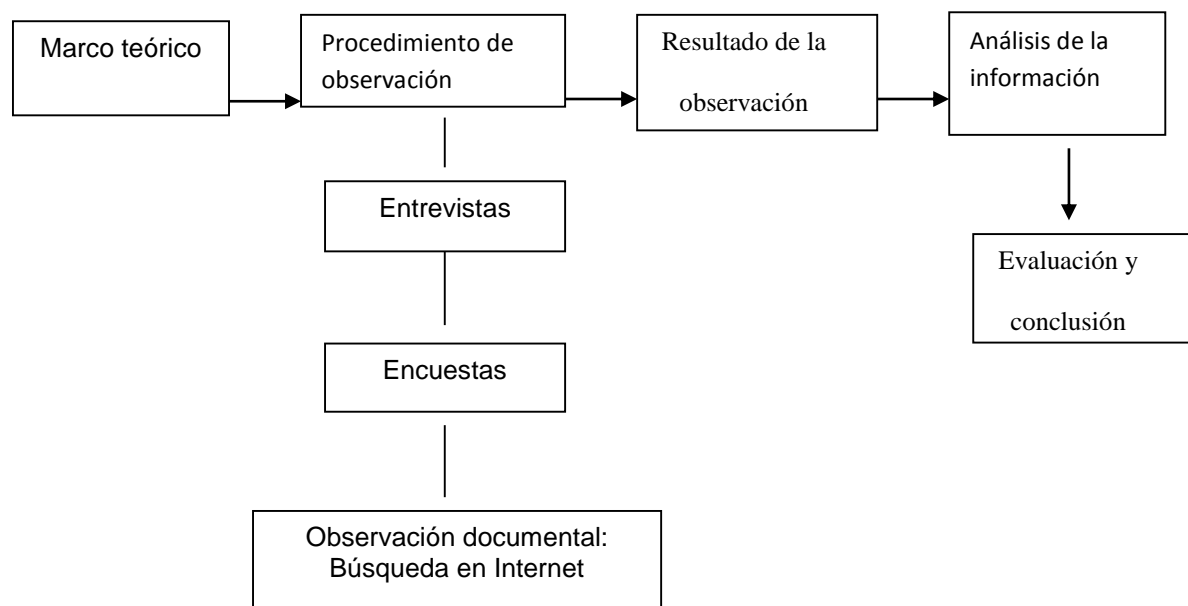 Marco teórico
Procedimiento de
observación
Resultado de la
observación
Análisis de la
información
Entrevistas
Evaluación y
conclusión
Encuestas
Observación documental:
Búsqueda en Internet